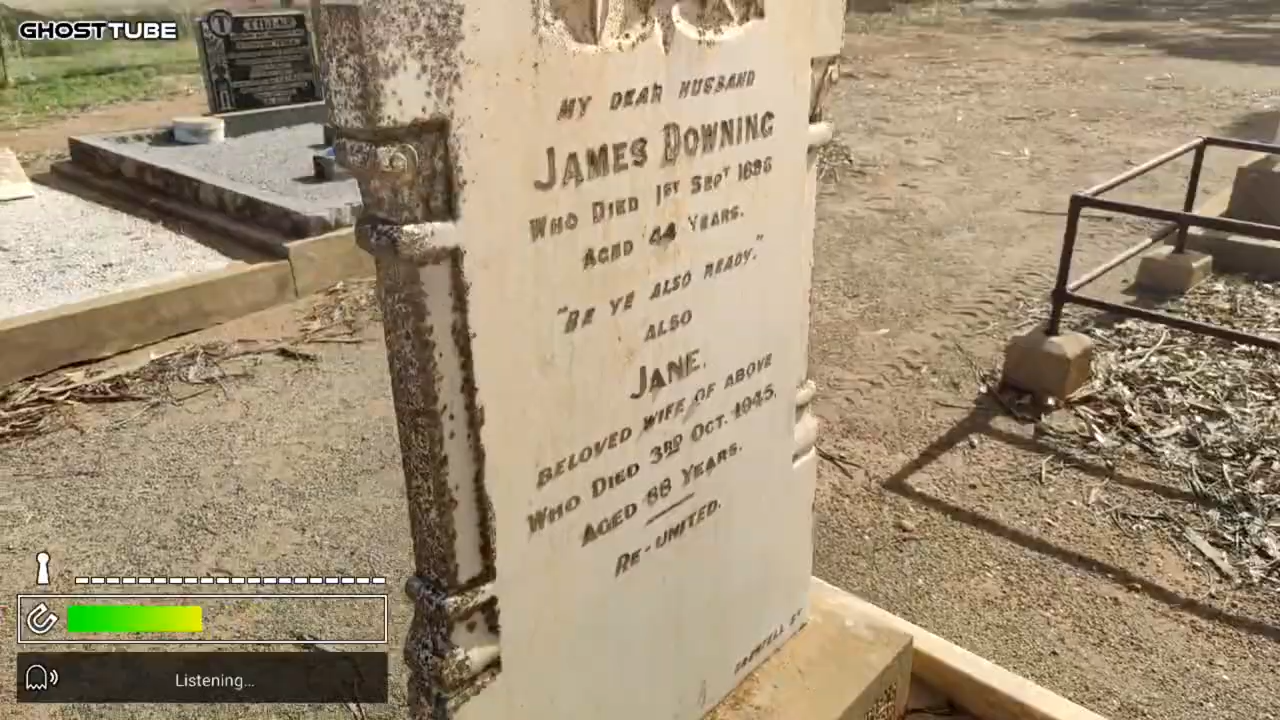 GHOSTTUBE
MY DEAR HUSBAND
JAMES DOWNING
WHO DIED 1ST SEPT 1896
AGED 44 YEARS.
"BE YE ALSO READY."
ALSO
JANE.
BELOVED WIFE OF ABOVE
WHO DIED 3RD OCT. 1945.
AGED 88 YEARS.
RE-UNITED.
Listening...